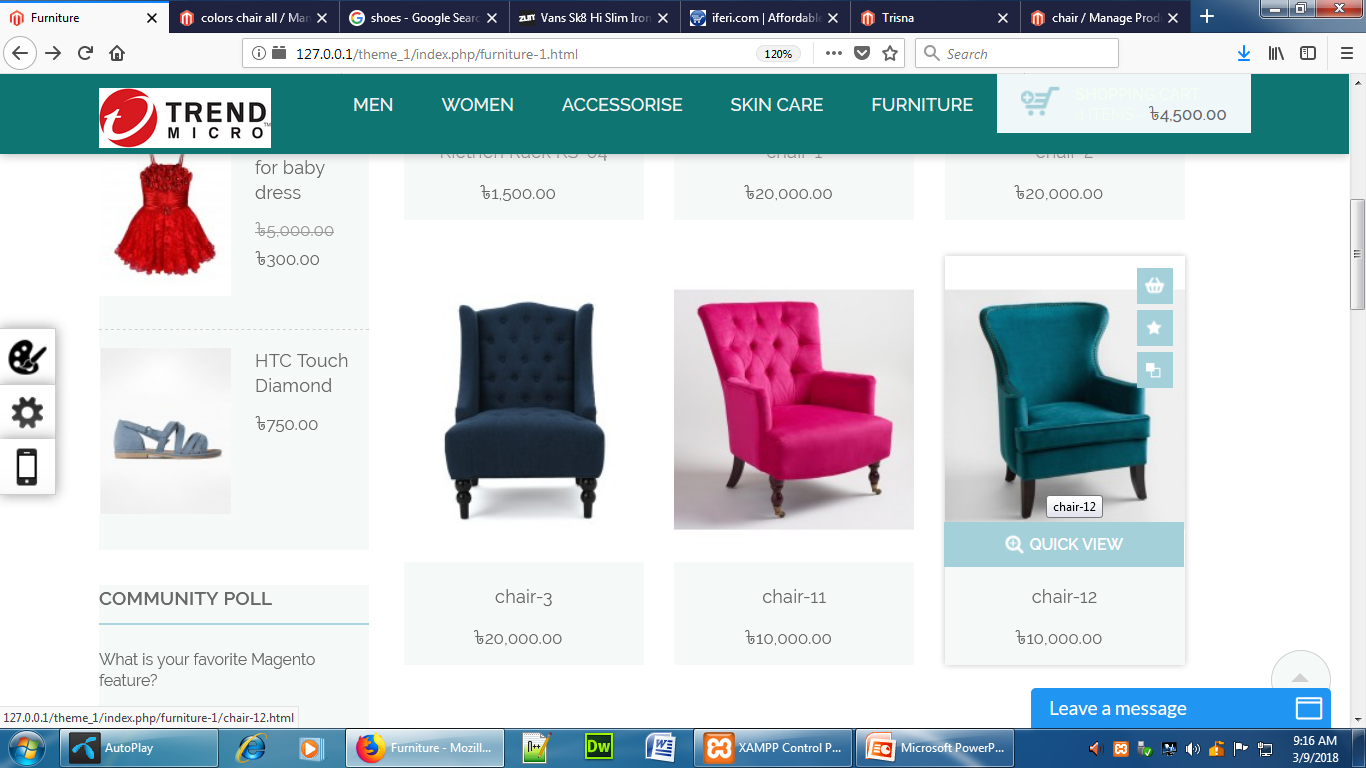 Furniture
colors chair all / Man
shoes - Google Searc
Vans Sk8 Hi Slim Iron
iferi.com | Affordable
Trisna
chair / Manage Prod
127.0.0.1/theme_1/index.php/furniture-1.html
120%
Search
TREND
MICRO
MEN
WOMEN
ACCESSORISE
SKIN CARE
FURNITURE
SHOPPING CART
৳4,500.00
for baby
dress
৳5,000.00
৳300.00
HTC Touch
Diamond
৳750.00
COMMUNITY POLL
What is your favorite Magento
feature?
৳1,500.00
chair-1
৳20,000.00
chair-2
৳20,000.00
chair-3
৳20,000.00
chair-11
৳10,000.00
chair-12
QUICK VIEW
chair-12
৳10,000.00
Leave a message
127.0.0.1/theme_1/index.php/furniture-1/chair-12.html
AutoPlay
Furniture - Mozill...
XAMPP Control P...
Microsoft PowerP...
9:16 AM
3/9/2018